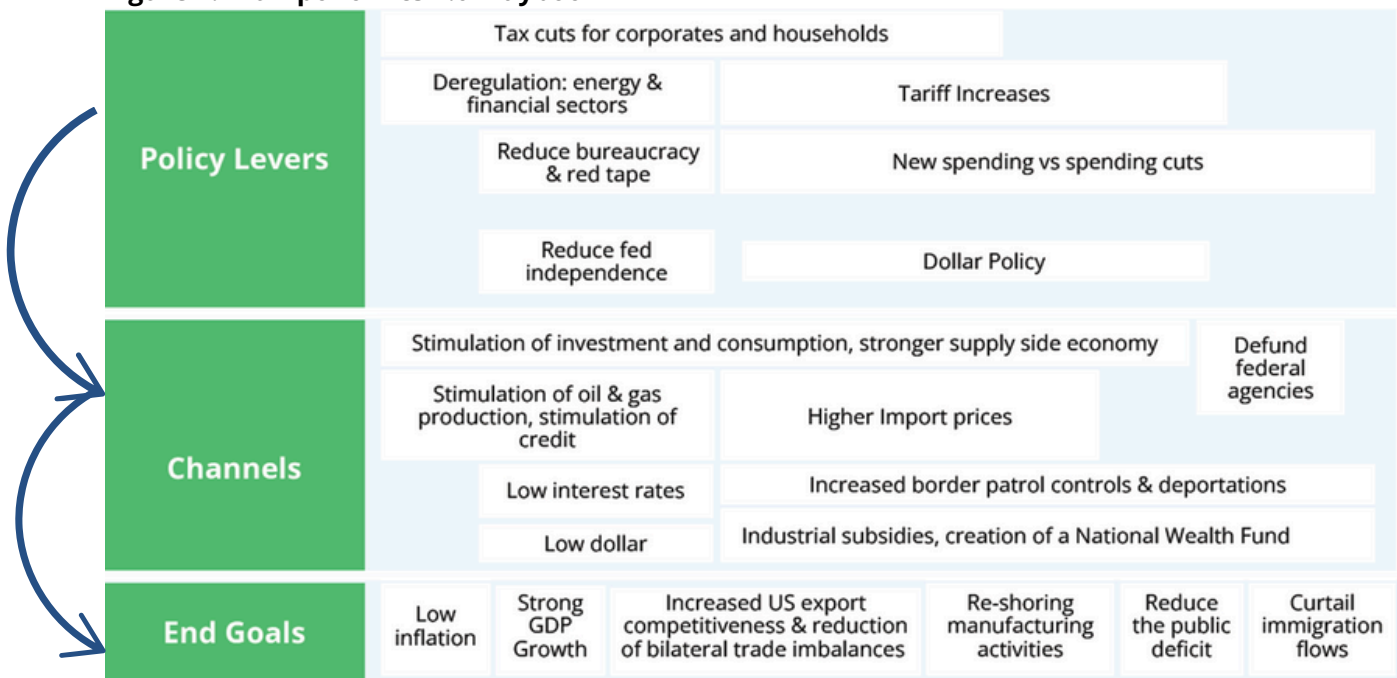 Policy Levers
Tax cuts for corporates and households
Deregulation: energy &
financial sectors
Tariff Increases
Reduce bureaucracy
& red tape
New spending vs spending cuts
Reduce fed
independence
Dollar Policy
Channels
Stimulation of investment and consumption, stronger supply side economy
Defund
federal
agencies
Stimulation of oil & gas
production, stimulation of
credit
Higher Import prices
Low interest rates
Increased border patrol controls & deportations
Low dollar
Industrial subsidies, creation of a National Wealth Fund
End Goals
Low
inflation
Strong
GDP
Growth
Increased US export
competitiveness & reduction
of bilateral trade imbalances
Re-shoring
manufacturing
activities
Reduce
the public
deficit
Curtail
immigration
flows